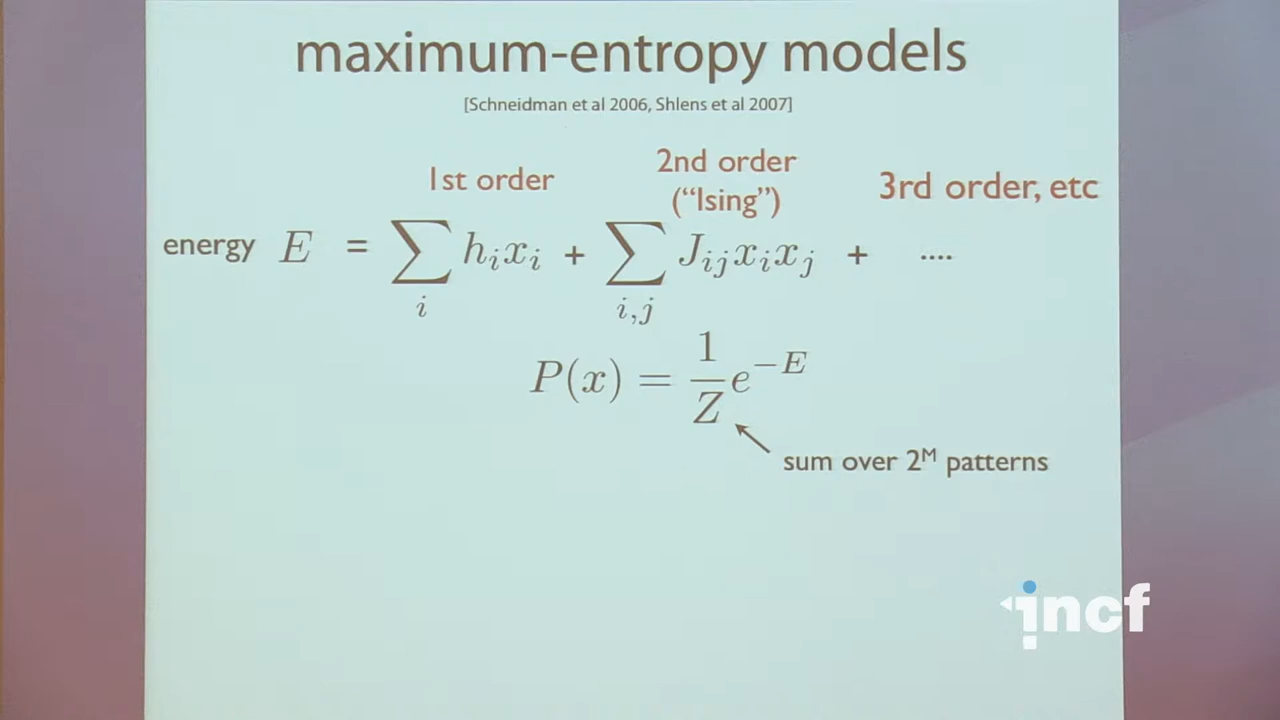 maximum-entropy models
[Schneidman et al 2006, Shlens et al 2007]
1st order
2nd order
("Ising")
3rd order, etc
energy E = ∑_i h_i x_i + ∑_{i,j} J_{ij} x_i x_j + ....
P(x) = \frac{1}{Z} e^{-E}
sum over 2^M patterns
incf